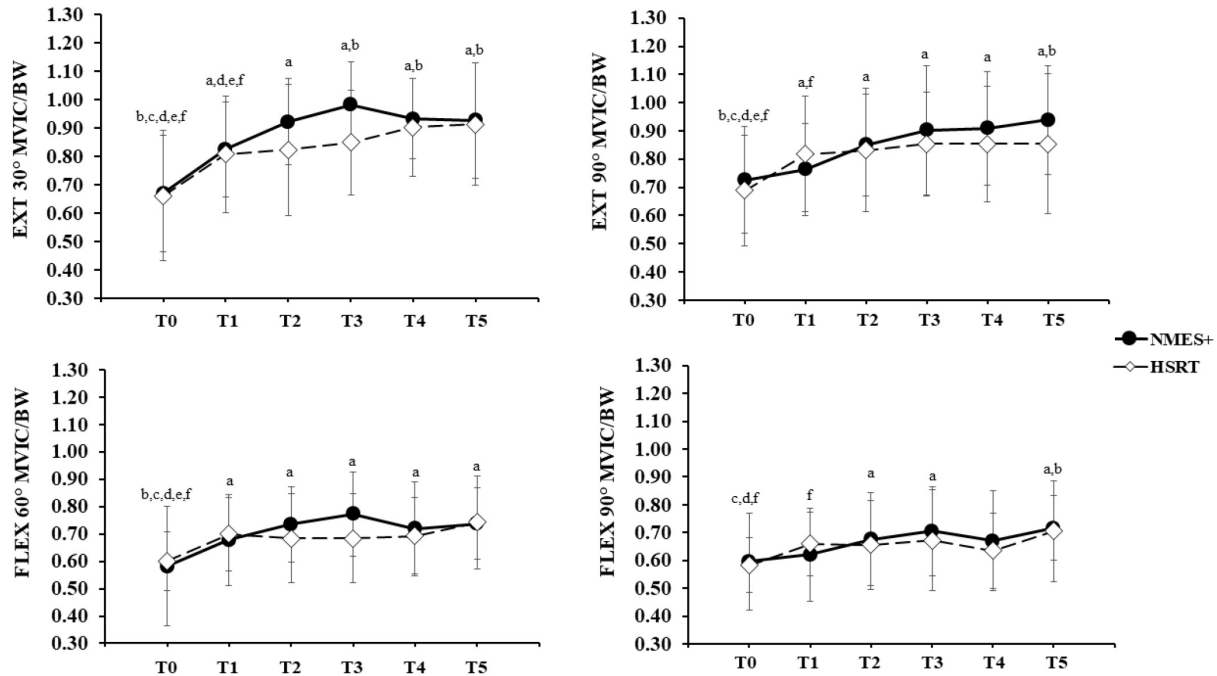 EXT 30° MVIC/BW
1.30
1.20
1.10
1.00
0.90
0.80
0.70
0.60
0.50
0.40
0.30
b,c,d,e,f
a,d,e,f
a
a,b
a,b
a,b
T0 T1 T2 T3 T4 T5
EXT 90° MVIC/BW
1.30
1.20
1.10
1.00
0.90
0.80
0.70
0.60
0.50
0.40
0.30
b,c,d,e,f
a,f
a
a
a
a,b
T0 T1 T2 T3 T4 T5
NMES+
HSRT
FLEX 60° MVIC/BW
1.30
1.20
1.10
1.00
0.90
0.80
0.70
0.60
0.50
0.40
0.30
b,c,d,e,f
a
a
a
a
a
T0 T1 T2 T3 T4 T5
FLEX 90° MVIC/BW
1.30
1.20
1.10
1.00
0.90
0.80
0.70
0.60
0.50
0.40
0.30
c,d,f
f
a
a
a,b
T0 T1 T2 T3 T4 T5